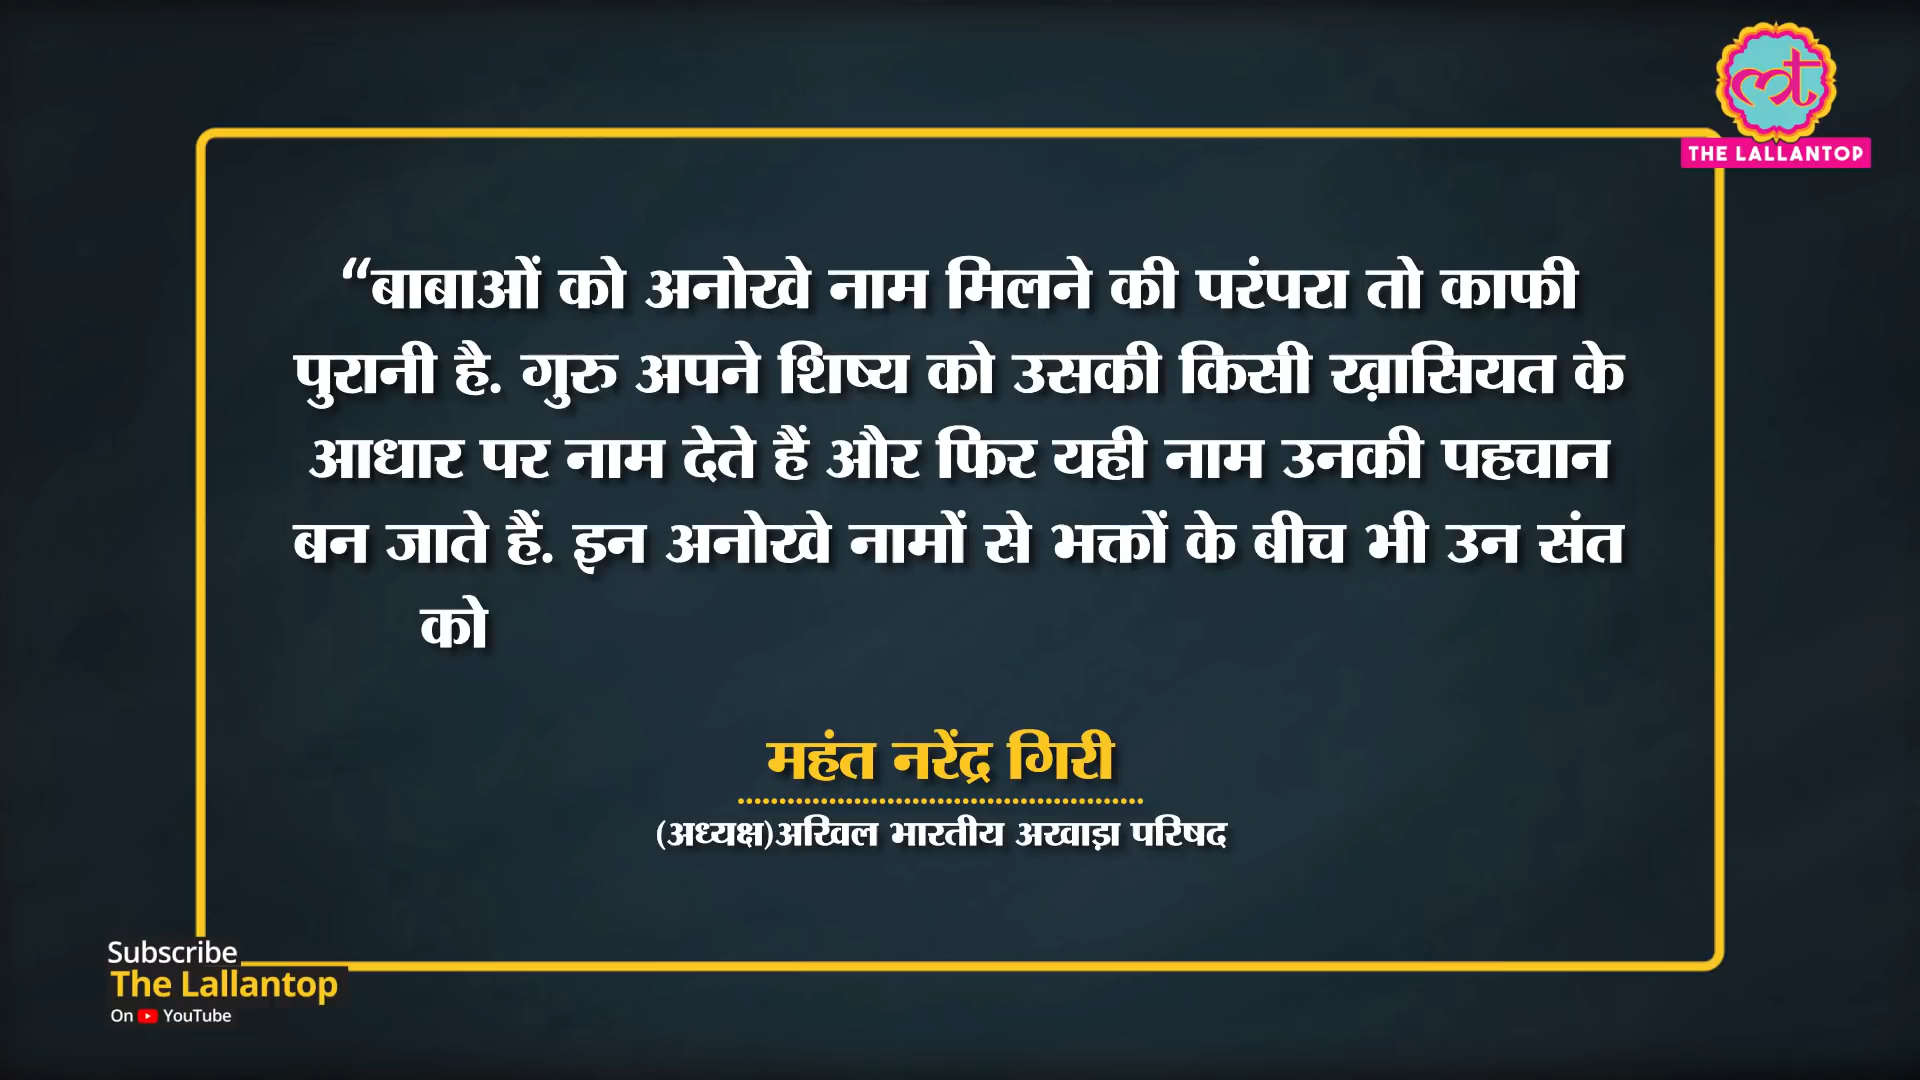 THE LALLANTOP
“बाबाओं को अनोखे नाम मिलने की परंपरा तो काफी
पुरानी है. गुरु अपने शिष्य को उसकी किसी ख़ासियत के
आधार पर नाम देते हैं और फिर यही नाम उनकी पहचान
बन जाते हैं. इन अनोखे नामों से भक्तों के बीच भी उन संत
को
महंत नरेंद्र गिरी
(अध्यक्ष)अखिल भारतीय अखाड़ा परिषद
Subscribe
The Lallantop
On YouTube